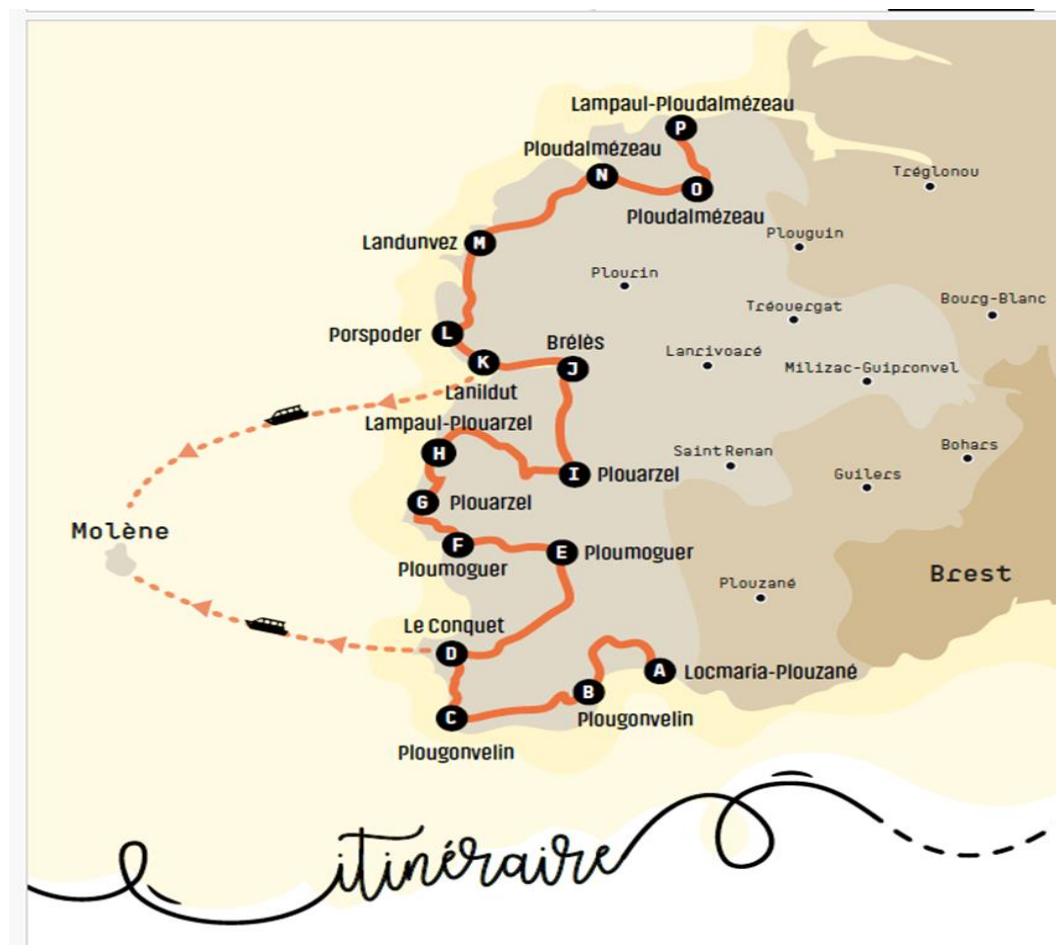 Lampaul-Ploudalmézeau
P
Ploudalmézeau
N
Tréglonou
O
Ploudalmézeau
Plouguin
Landunvez M
Plourin
Bourg-Blanc
Tréouergat
Porspoder L
Brélès
Lanrivoaré
K
J
Milizac-Guipronvel
Lanildut
Lampaul-Plouarzel
H
Bohars
Saint Renan
I Plouarzel
Guilers
G Plouarzel
Molène
F
E Ploumoguer
Ploumoguer
Brest
Plouzané
Le Conquet
D
A Locmaria-Plouzané
B
C
Plougonvelin
Plougonvelin
itinéraire